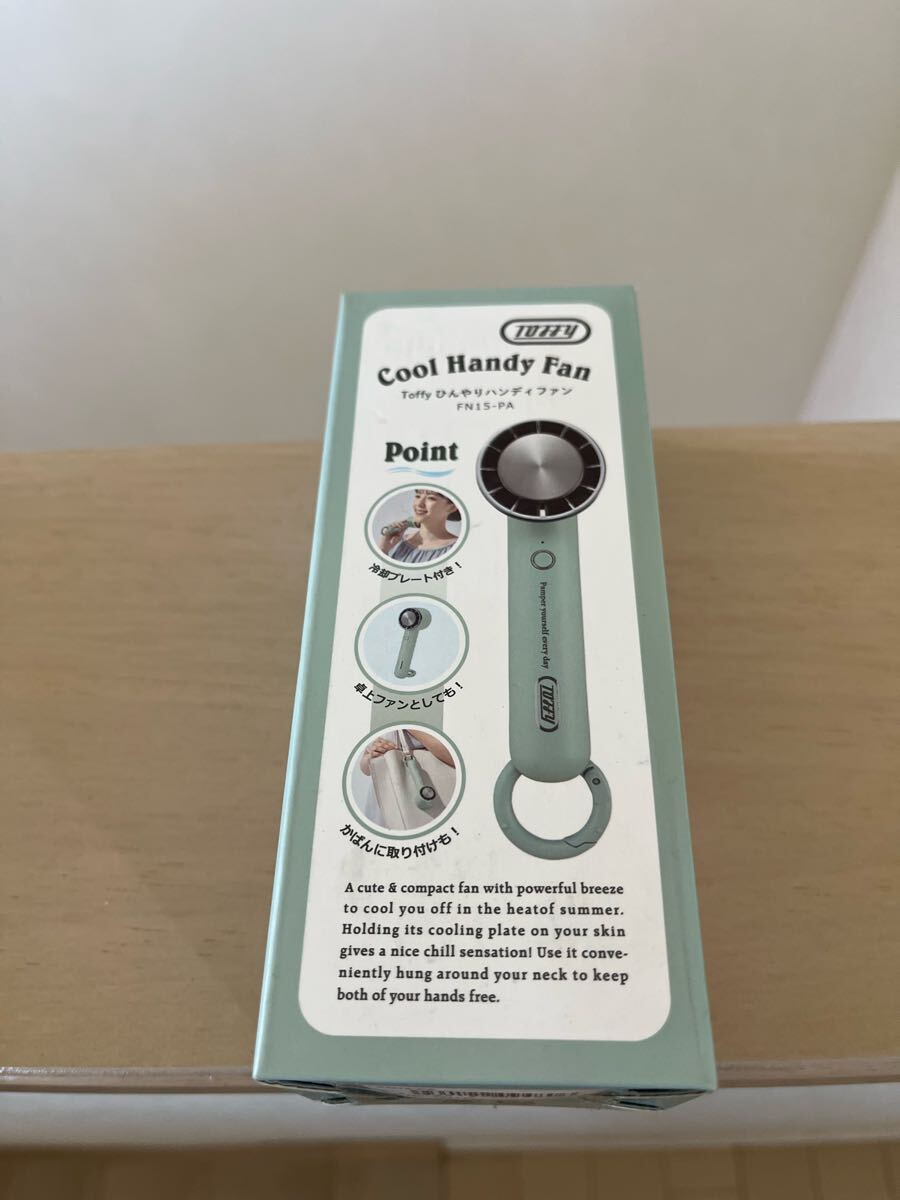 TOFFY
Cool Handy Fan
Toffy ひんやりハンディファン
FN15-PA
Point
冷却プレート付き！
卓上ファンとしても！
かばんに取り付けも！
Pamper yourself every day
TOFFY
A cute & compact fan with powerful breeze
to cool you off in the heatof summer.
Holding its cooling plate on your skin
gives a nice chill sensation! Use it conve-
niently hung around your neck to keep
both of your hands free.